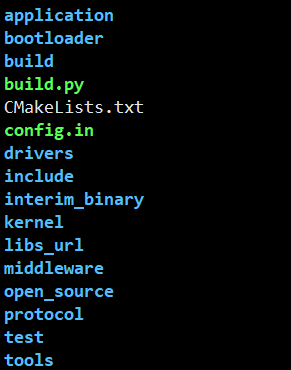 application
bootloader
build
build.py
CMakeLists.txt
config.in
drivers
include
interim_binary
kernel
libs_url
middleware
open_source
protocol
test
tools